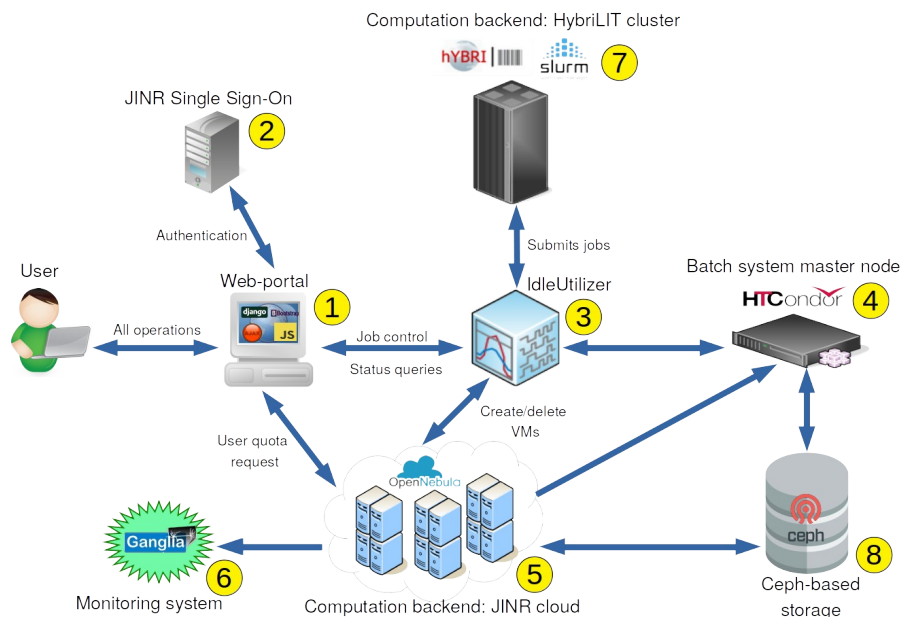 Computation backend: HybriLIT cluster
hYBRI
slurm
7
JINR Single Sign-On
2
Authentication
Submits jobs
User
Web-portal
django
Bootstrap
JS
1
IdleUtilizer
3
Batch system master node
HTCondor
4
All operations
Job control
Status queries
Create/delete
VMs
User quota
request
OpenNebula
ceph
Ganglia
5
6
8
Monitoring system
Computation backend: JINR cloud
Ceph-based
storage